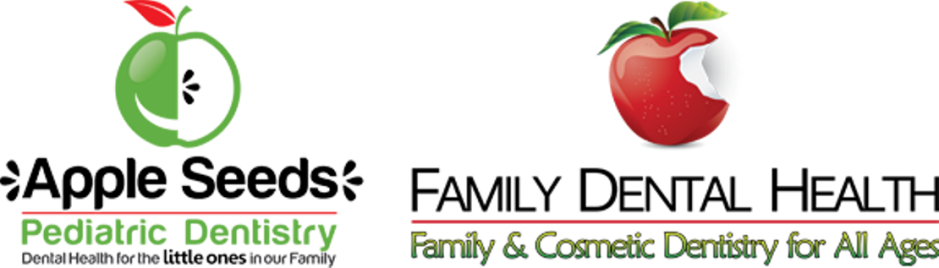 Apple Seeds
Pediatric Dentistry
Dental Health for the little ones in our Family
FAMILY DENTAL HEALTH
Family & Cosmetic Dentistry for All Ages